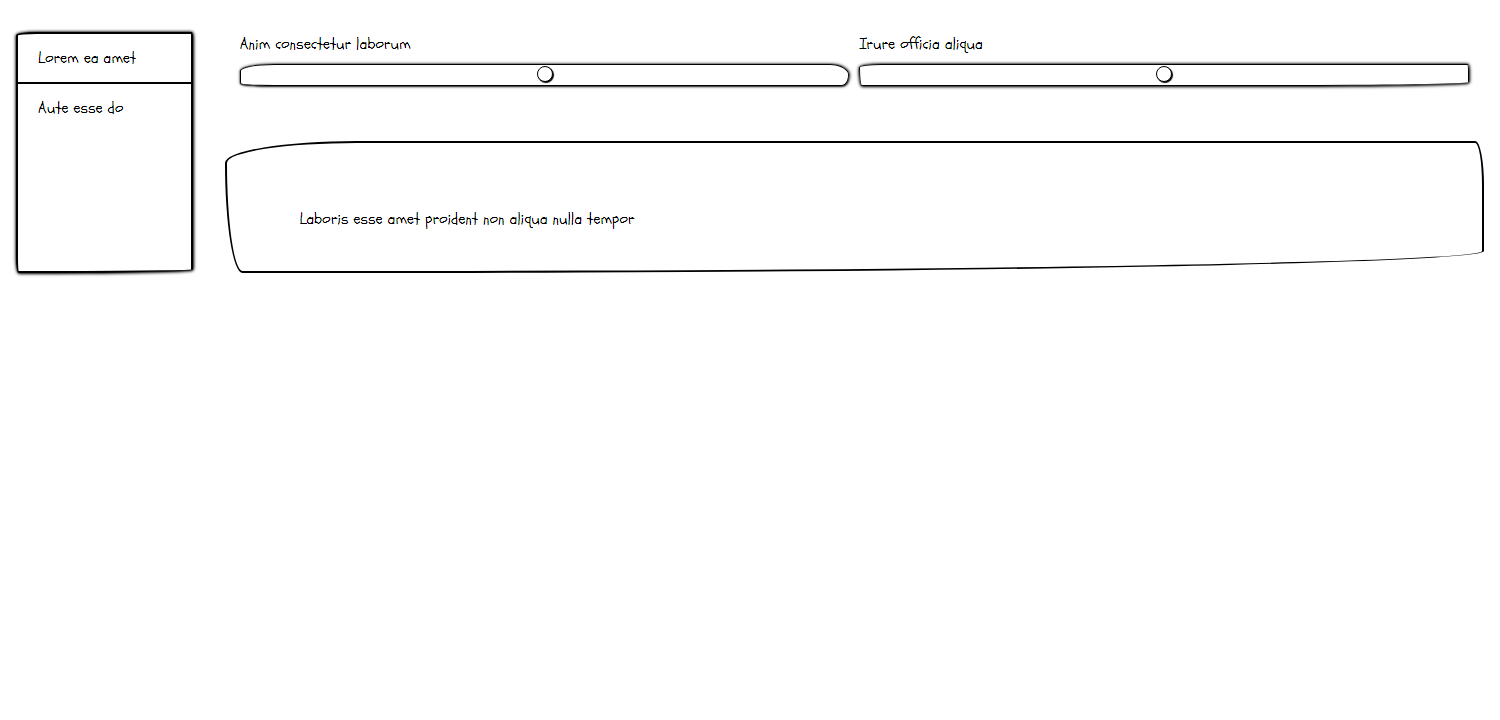 Lorem ea amet
Aute esse do
Anim consectetur laborum
Irure officia aliqua
Laboris esse amet proident non aliqua nulla tempor